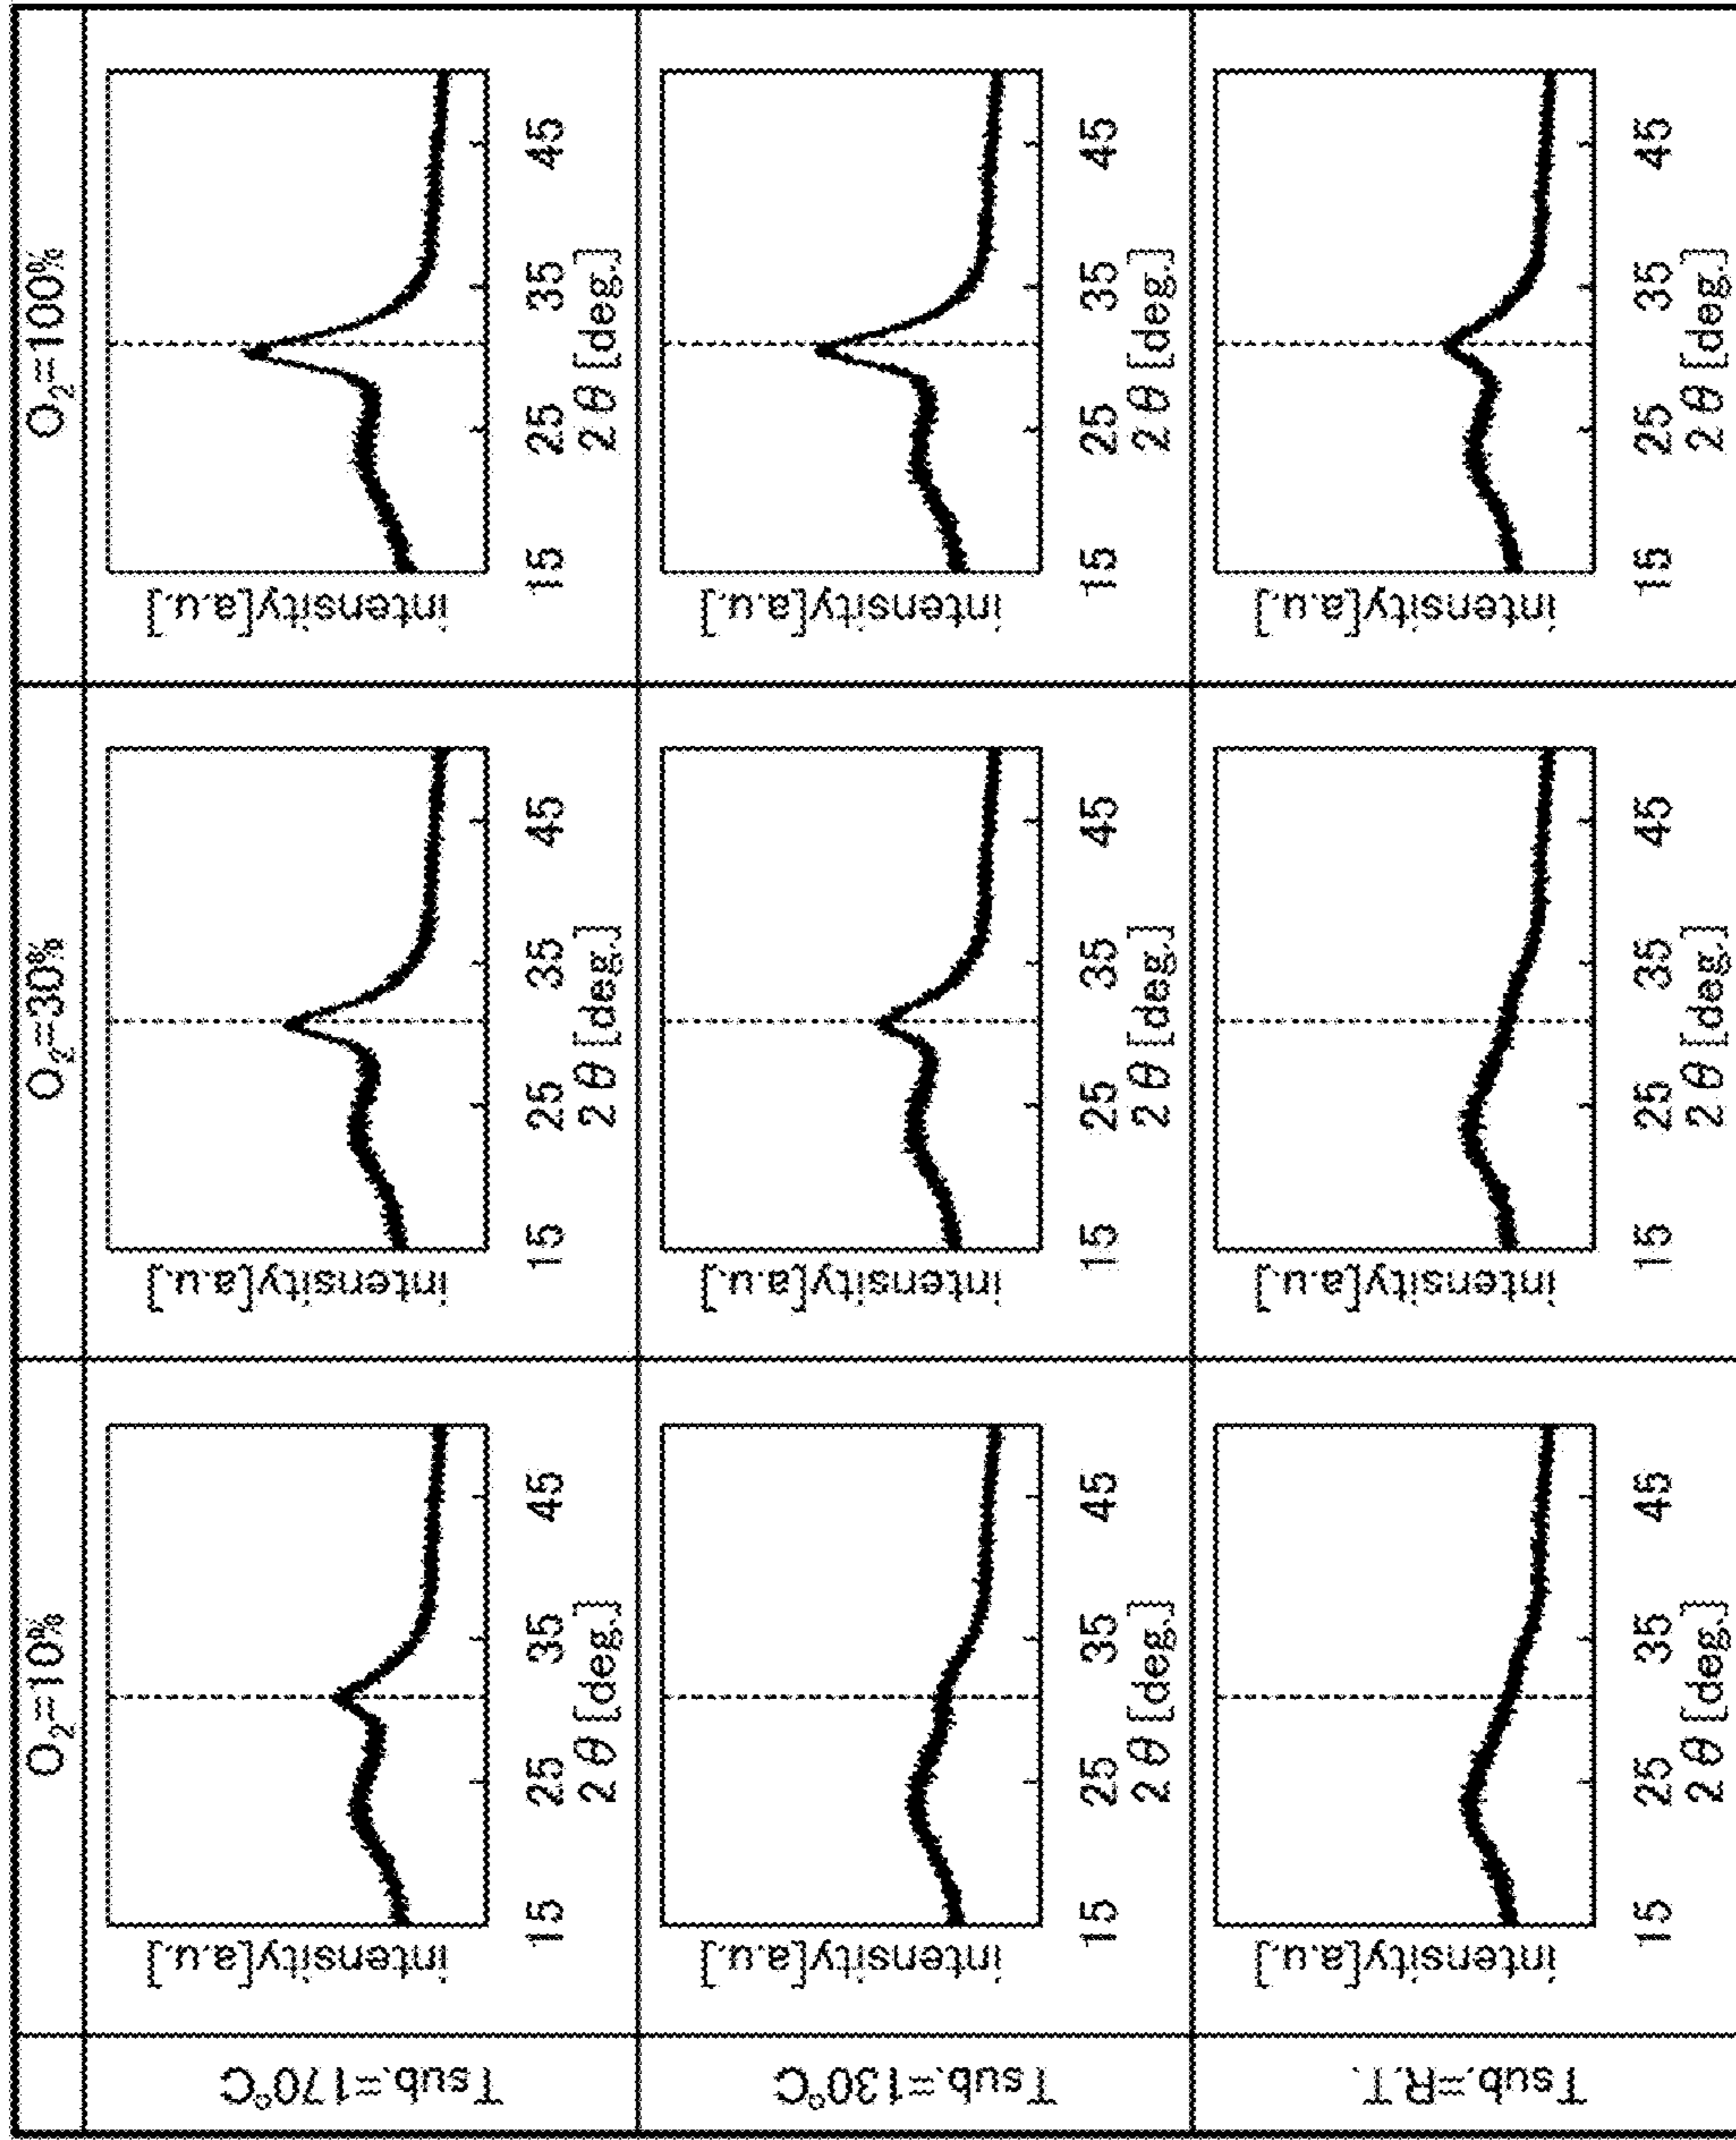 O₂=10%
O₂=30%
O₂=100%
Tsub.=170°C
intensity[a.u.]
15 25 35 45
2θ [deg.]
intensity[a.u.]
15 25 35 45
2θ [deg.]
intensity[a.u.]
15 25 35 45
2θ [deg.]
Tsub.=130°C
intensity[a.u.]
15 25 35 45
2θ [deg.]
intensity[a.u.]
15 25 35 45
2θ [deg.]
intensity[a.u.]
15 25 35 45
2θ [deg.]
Tsub.=R.T.
intensity[a.u.]
15 25 35 45
2θ [deg.]
intensity[a.u.]
15 25 35 45
2θ [deg.]
intensity[a.u.]
15 25 35 45
2θ [deg.]